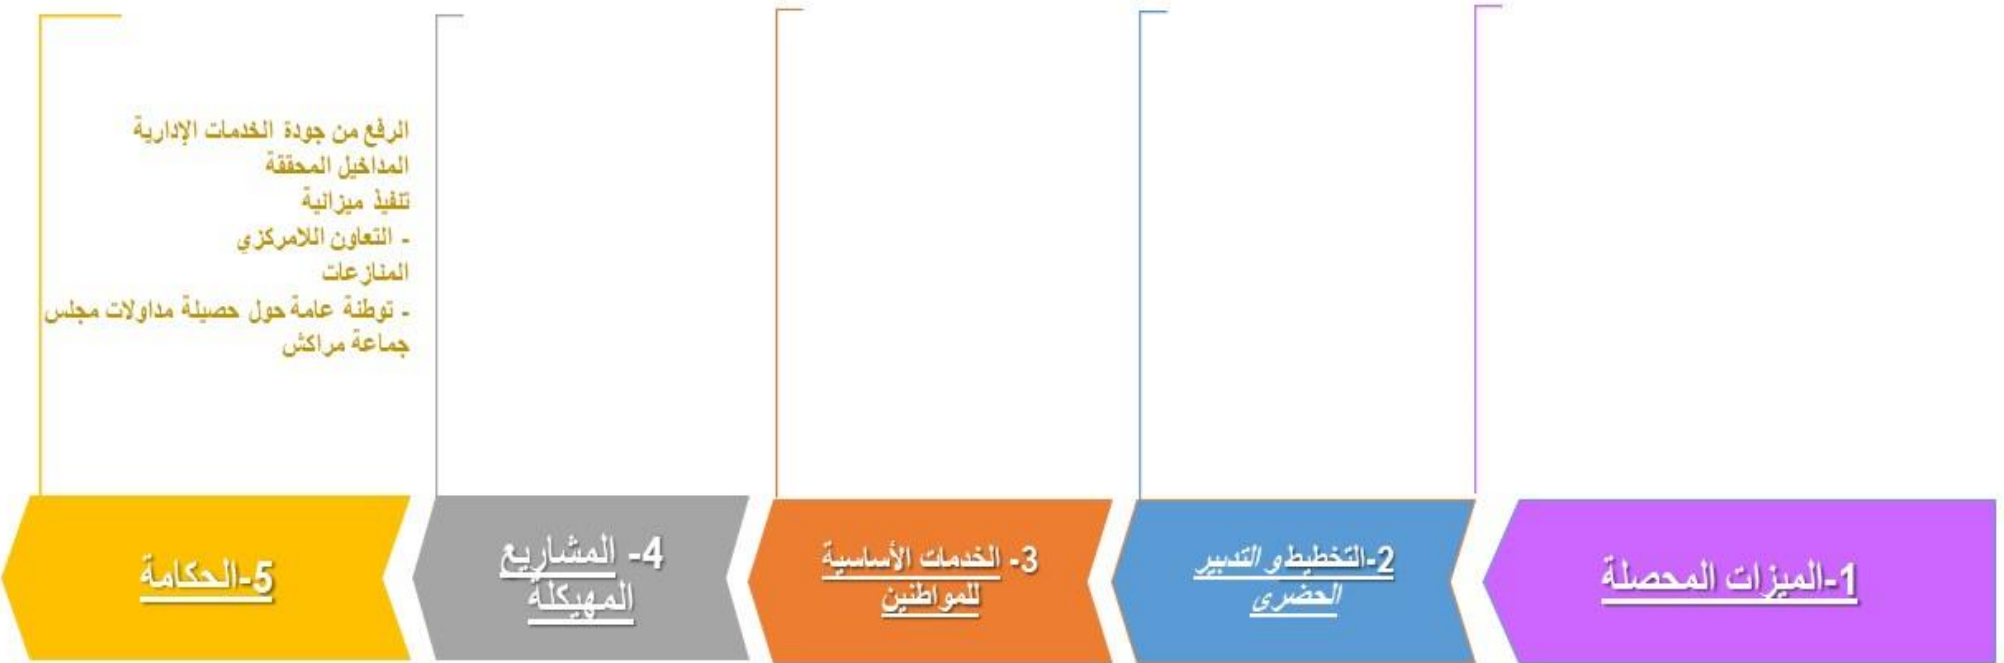 الرفع من جودة الخدمات الإدارية
المداخيل المحققة
تنفيذ ميزانية
- التعاون اللامركزي
المنازعات
- توطئة عامة حول حصيلة مداولات مجلس
جماعة مراكش
1-الميزات المحصلة
2-التخطيط و التدبير
الحضري
3- الخدمات الأساسية
للمواطنين
4- المشاريع
المهيكلة
5-الحكامة